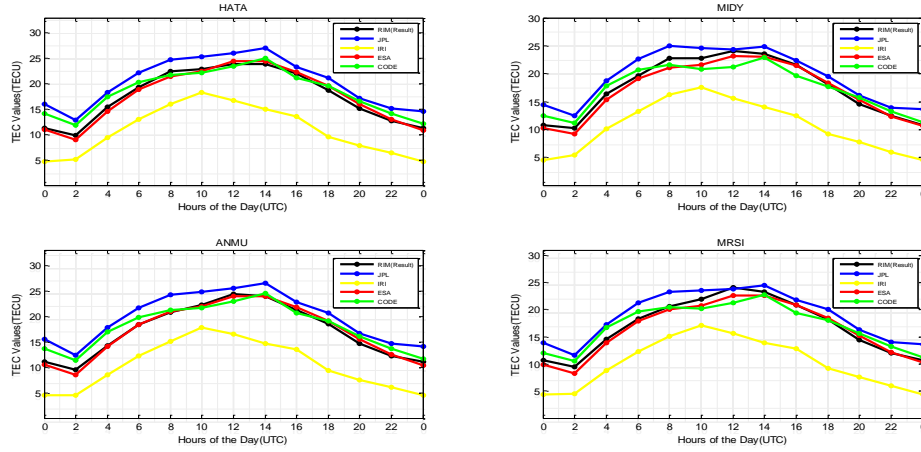 HATA
30
25
20
15
10
5
TEC Values(TECU)
0 2 4 6 8 10 12 14 16 18 20 22 0
Hours of the Day(UTC)
RIM(Result)
JPL
IRI
ESA
CODE
MIDY
30
25
20
15
10
5
TEC Values(TECU)
0 2 4 6 8 10 12 14 16 18 20 22 0
Hours of the Day(UTC)
RIM(Result)
JPL
IRI
ESA
CODE
ANMU
30
25
20
15
10
5
TEC Values(TECU)
0 2 4 6 8 10 12 14 16 18 20 22 0
Hours of the Day(UTC)
RIM(Result)
JPL
IRI
ESA
CODE
MRSI
30
25
20
15
10
5
TEC Values(TECU)
0 2 4 6 8 10 12 14 16 18 20 22 0
Hours of the Day(UTC)
RIM(Result)
JPL
IRI
ESA
CODE